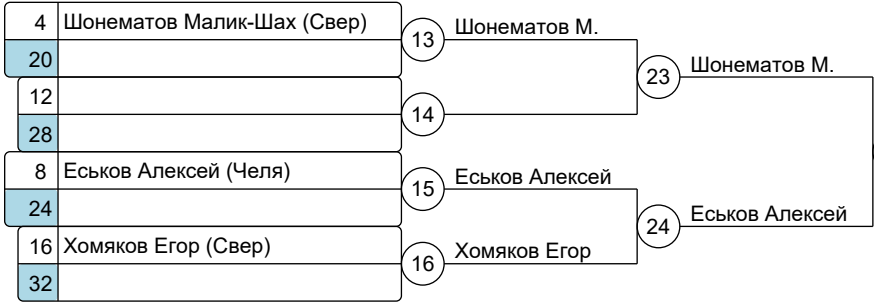 4 Шонематов Малик-Шах (Свер)
20
13 Шонематов М.
12
28
14
23 Шонематов М.
8 Еськов Алексей (Челя)
24
15 Еськов Алексей
16 Хомяков Егор (Свер)
32
16 Хомяков Егор
24 Еськов Алексей